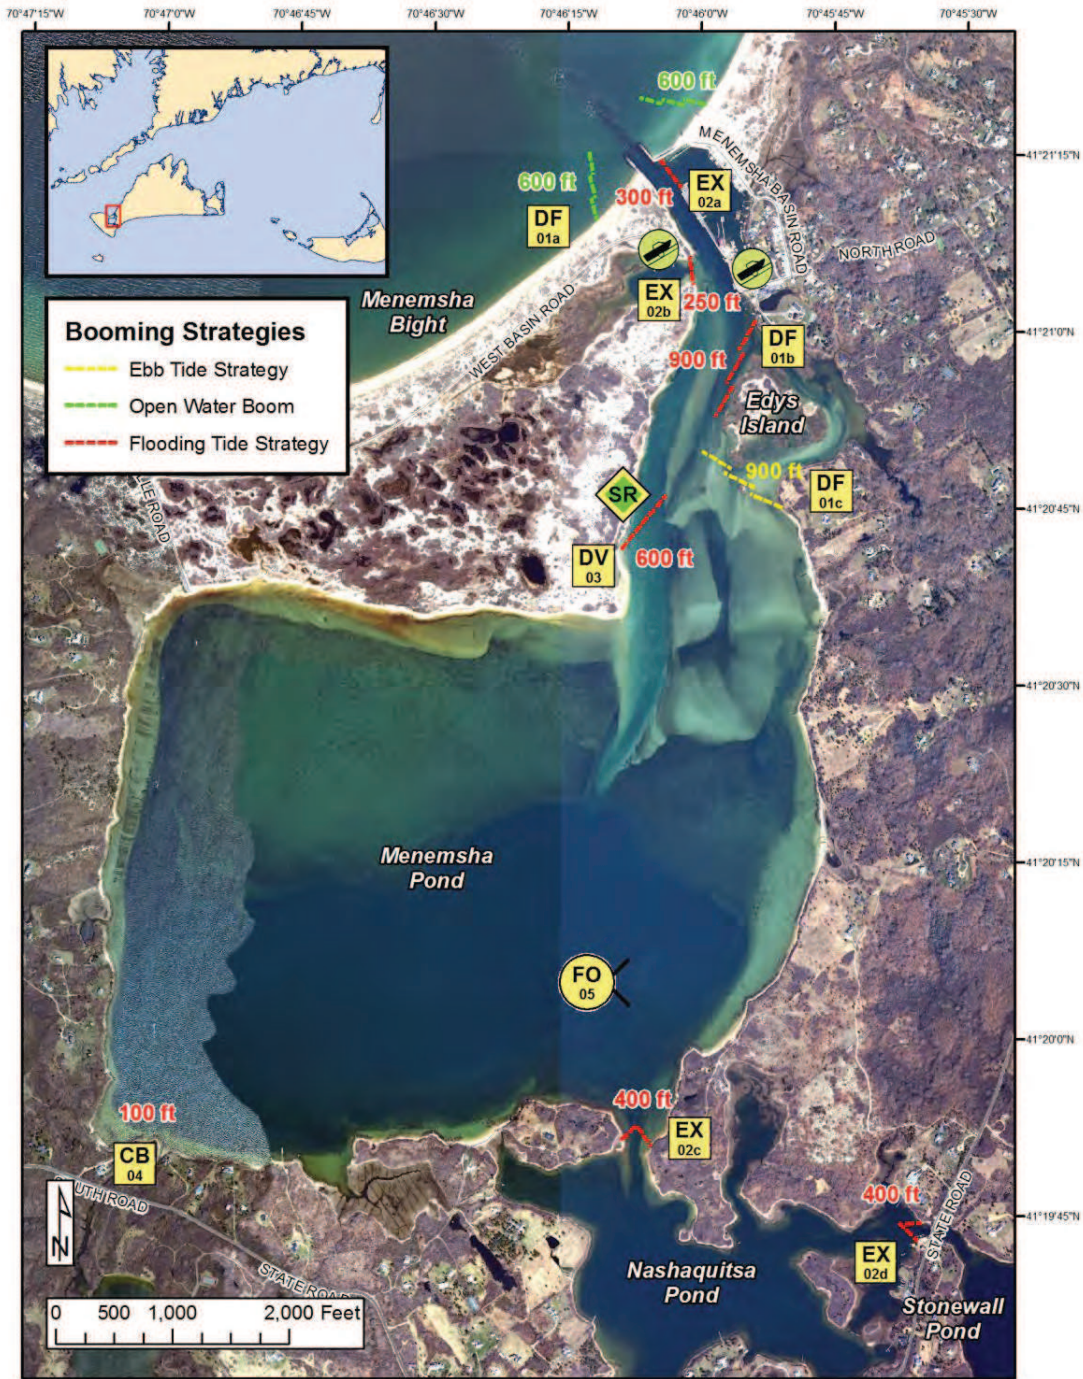 70°47'15"W 70°47'0"W 70°46'45"W 70°46'30"W 70°46'15"W 70°46'0"W 70°45'45"W 70°45'30"W
600 ft
MENEMSHA BASIN ROAD
41°21'15"N
600 ft
300 ft
EX
02a
DF
01a
NORTH ROAD
EX
02b
250 ft
Menemsha
Bight
WEST BASIN ROAD
Booming Strategies
Ebb Tide Strategy
Open Water Boom
Flooding Tide Strategy
41°21'0"N
900 ft
DF
01b
Edys
Island
900 ft
DF
01c
SR
41°20'45"N
ROAD
DV
03
600 ft
41°20'30"N
Menemsha
Pond
41°20'15"N
FO
05
41°20'0"N
100 ft
400 ft
EX
02c
CB
04
UTH ROAD
N
400 ft
STATE ROAD
41°19'45"N
EX
02d
STATE ROAD
Nashaquitsa
Pond
Stonewall
Pond
0 500 1,000 2,000 Feet